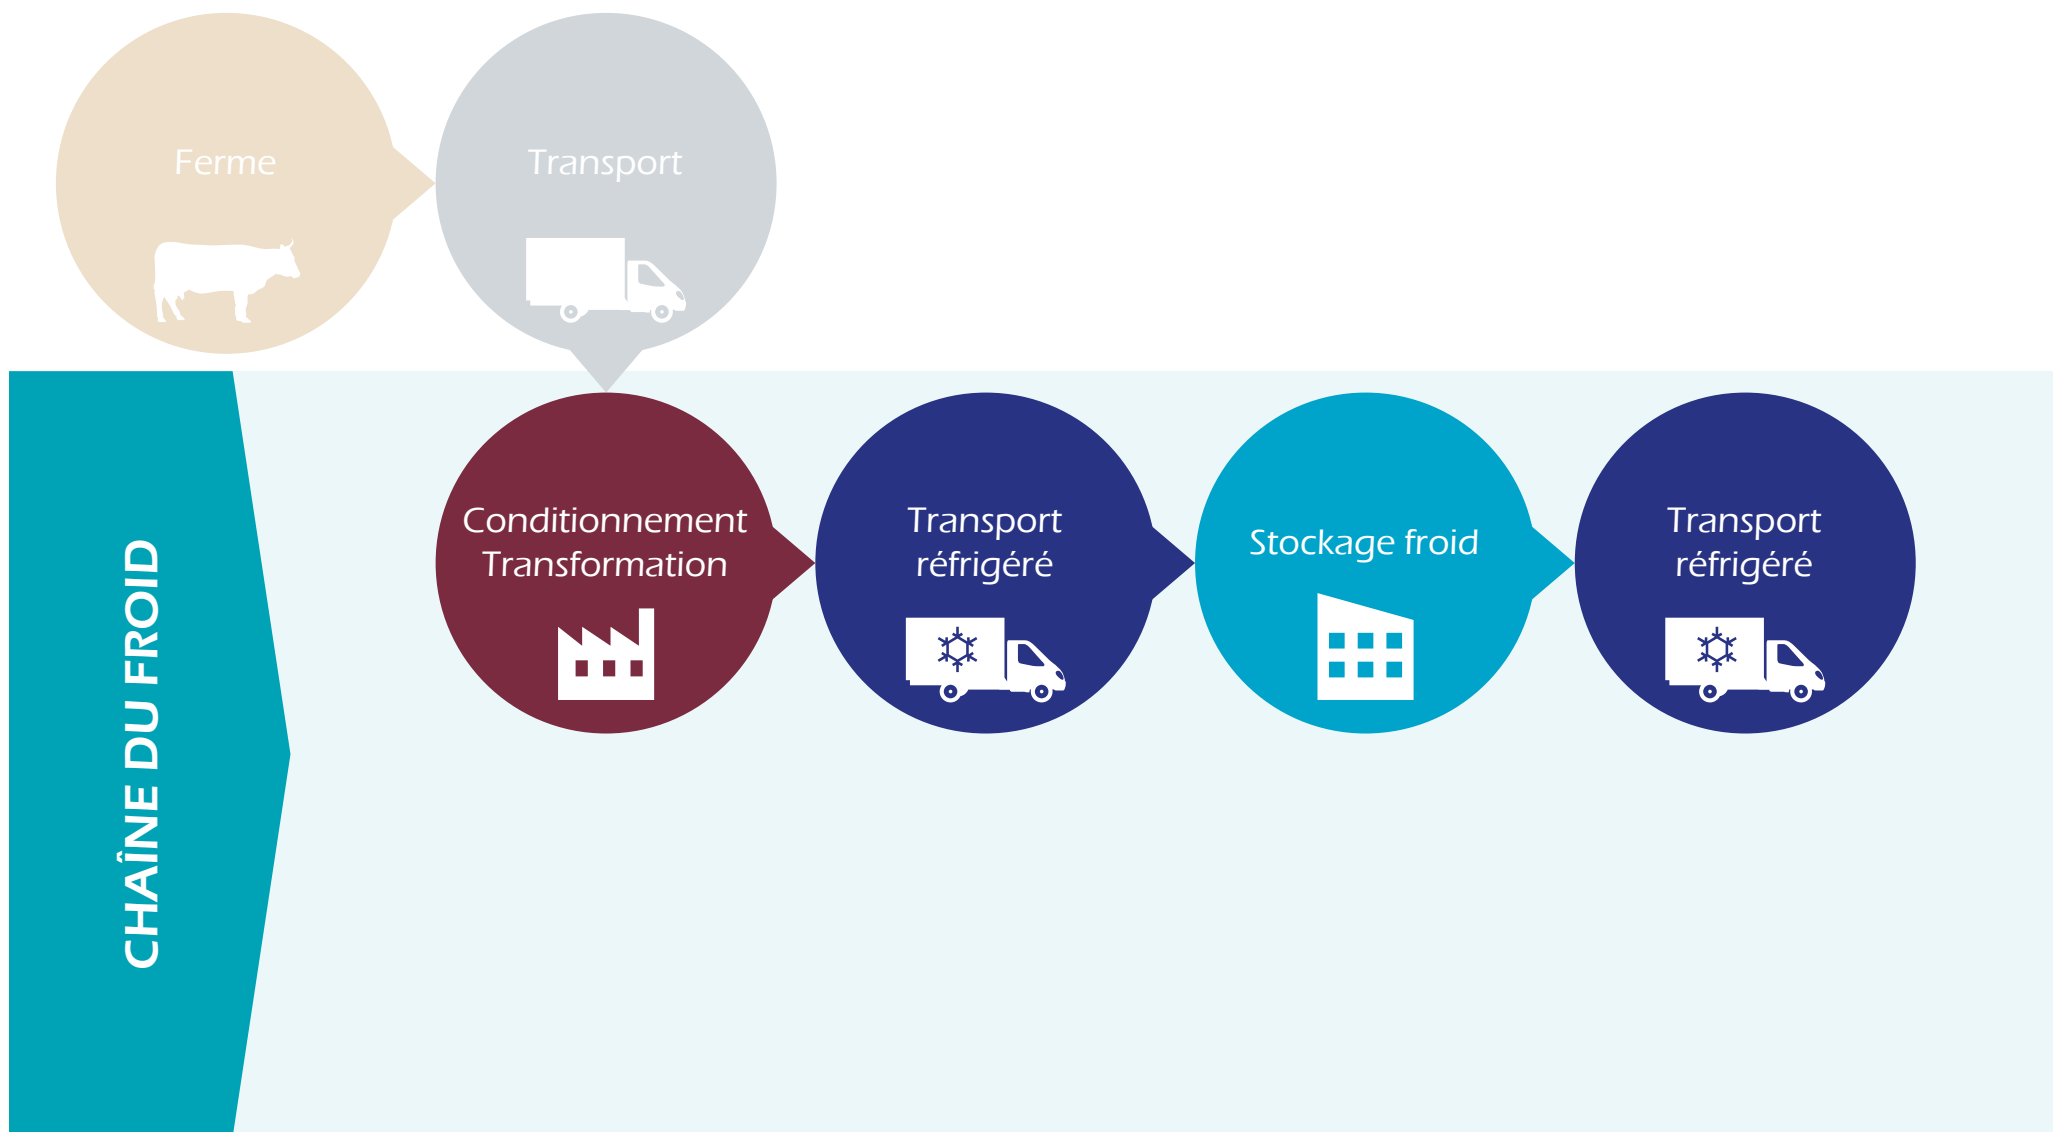 Ferme
Transport
CHAÎNE DU FROID
Conditionnement
Transformation
Transport
réfrigéré
Stockage froid
Transport
réfrigéré